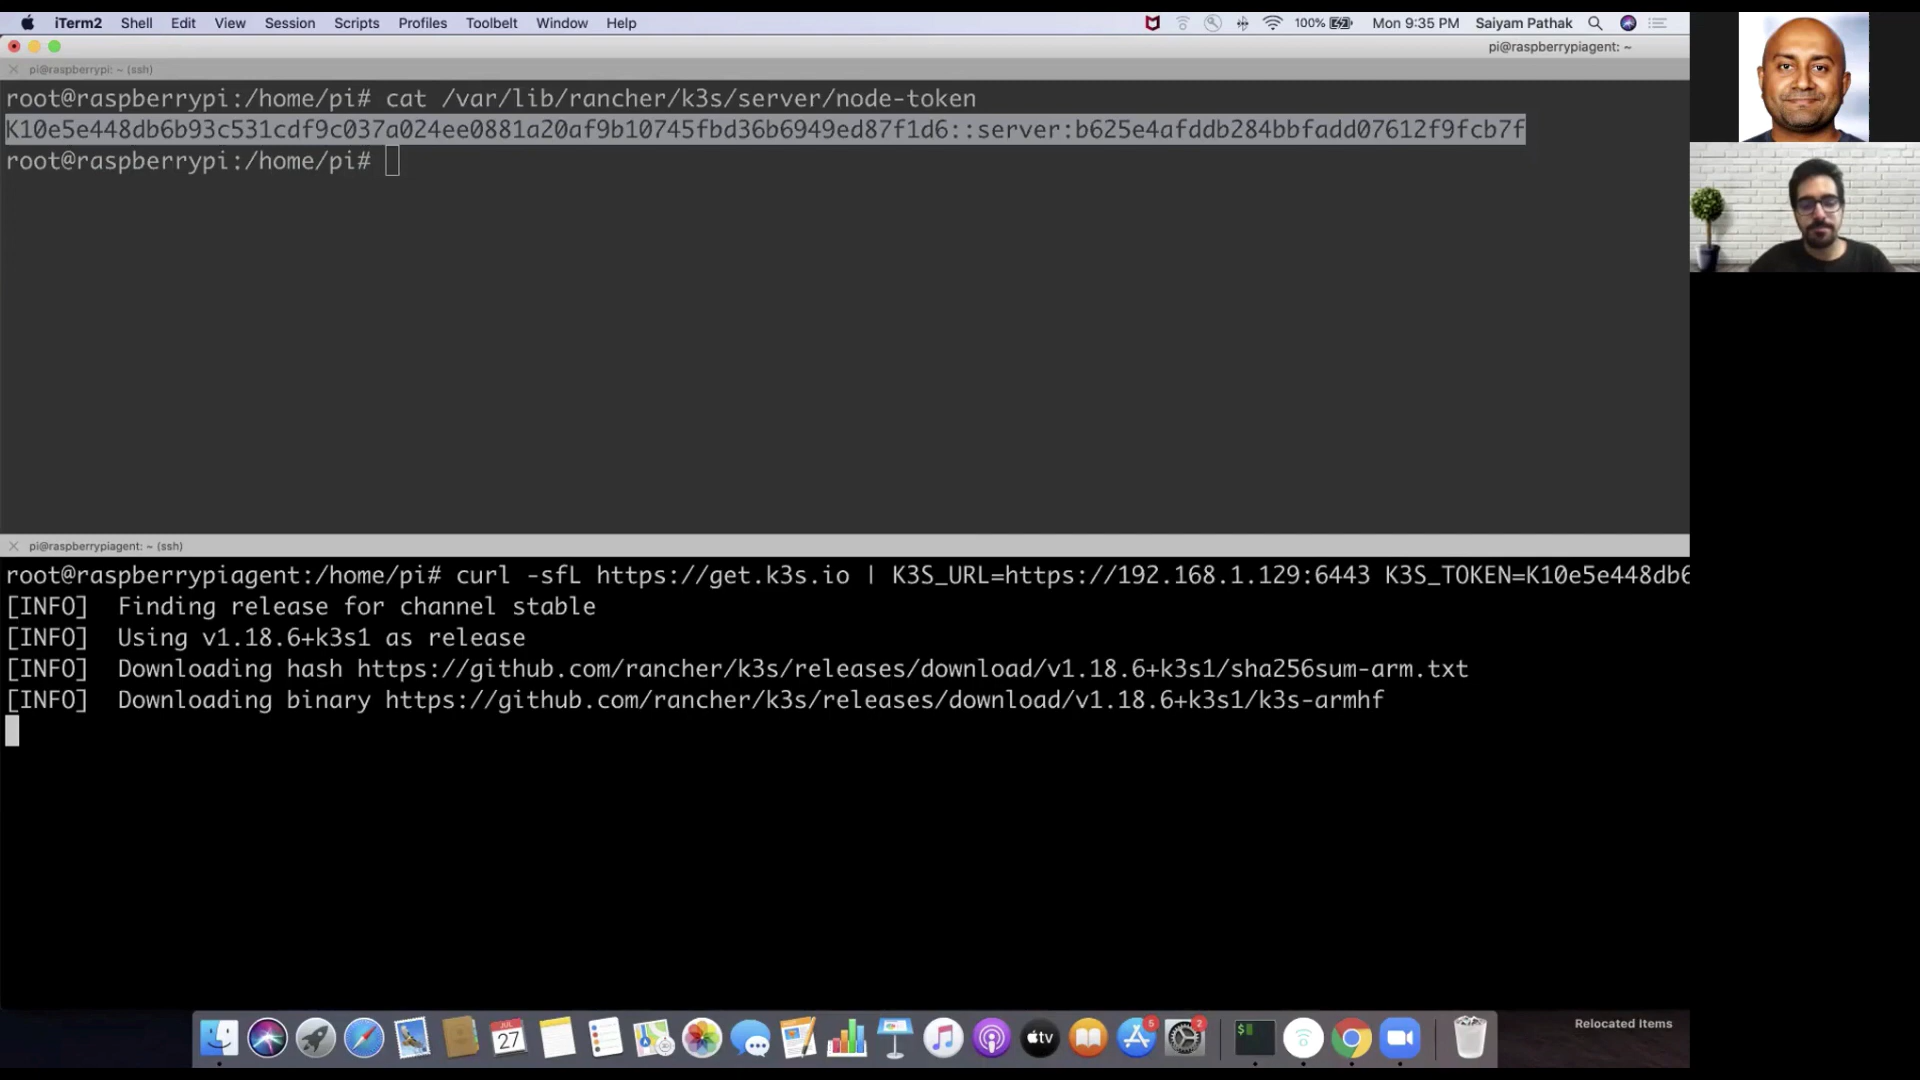 iTerm2 Shell Edit View Session Scripts Profiles Toolbelt Window Help 100% Mon 9:35 PM Saiyam Pathak
pi@raspberrypiagent: ~
pi@raspberrypi: ~ (ssh)
root@raspberrypi:/home/pi# cat /var/lib/rancher/k3s/server/node-token
K10e5e448db6b93c531cdf9c037a024ee0881a20af9b10745fbd36b6949ed87f1d6::server:b625e4afddb284bbfadd07612f9fcb7f
root@raspberrypi:/home/pi#
pi@raspberrypiagent: ~ (ssh)
root@raspberrypiagent:/home/pi# curl -sfL https://get.k3s.io | K3S_URL=https://192.168.1.129:6443 K3S_TOKEN=K10e5e448db6
[INFO]  Finding release for channel stable
[INFO]  Using v1.18.6+k3s1 as release
[INFO]  Downloading hash https://github.com/rancher/k3s/releases/download/v1.18.6+k3s1/sha256sum-arm.txt
[INFO]  Downloading binary https://github.com/rancher/k3s/releases/download/v1.18.6+k3s1/k3s-armhf
JUL
27
tv
5
2
$
Relocated Items